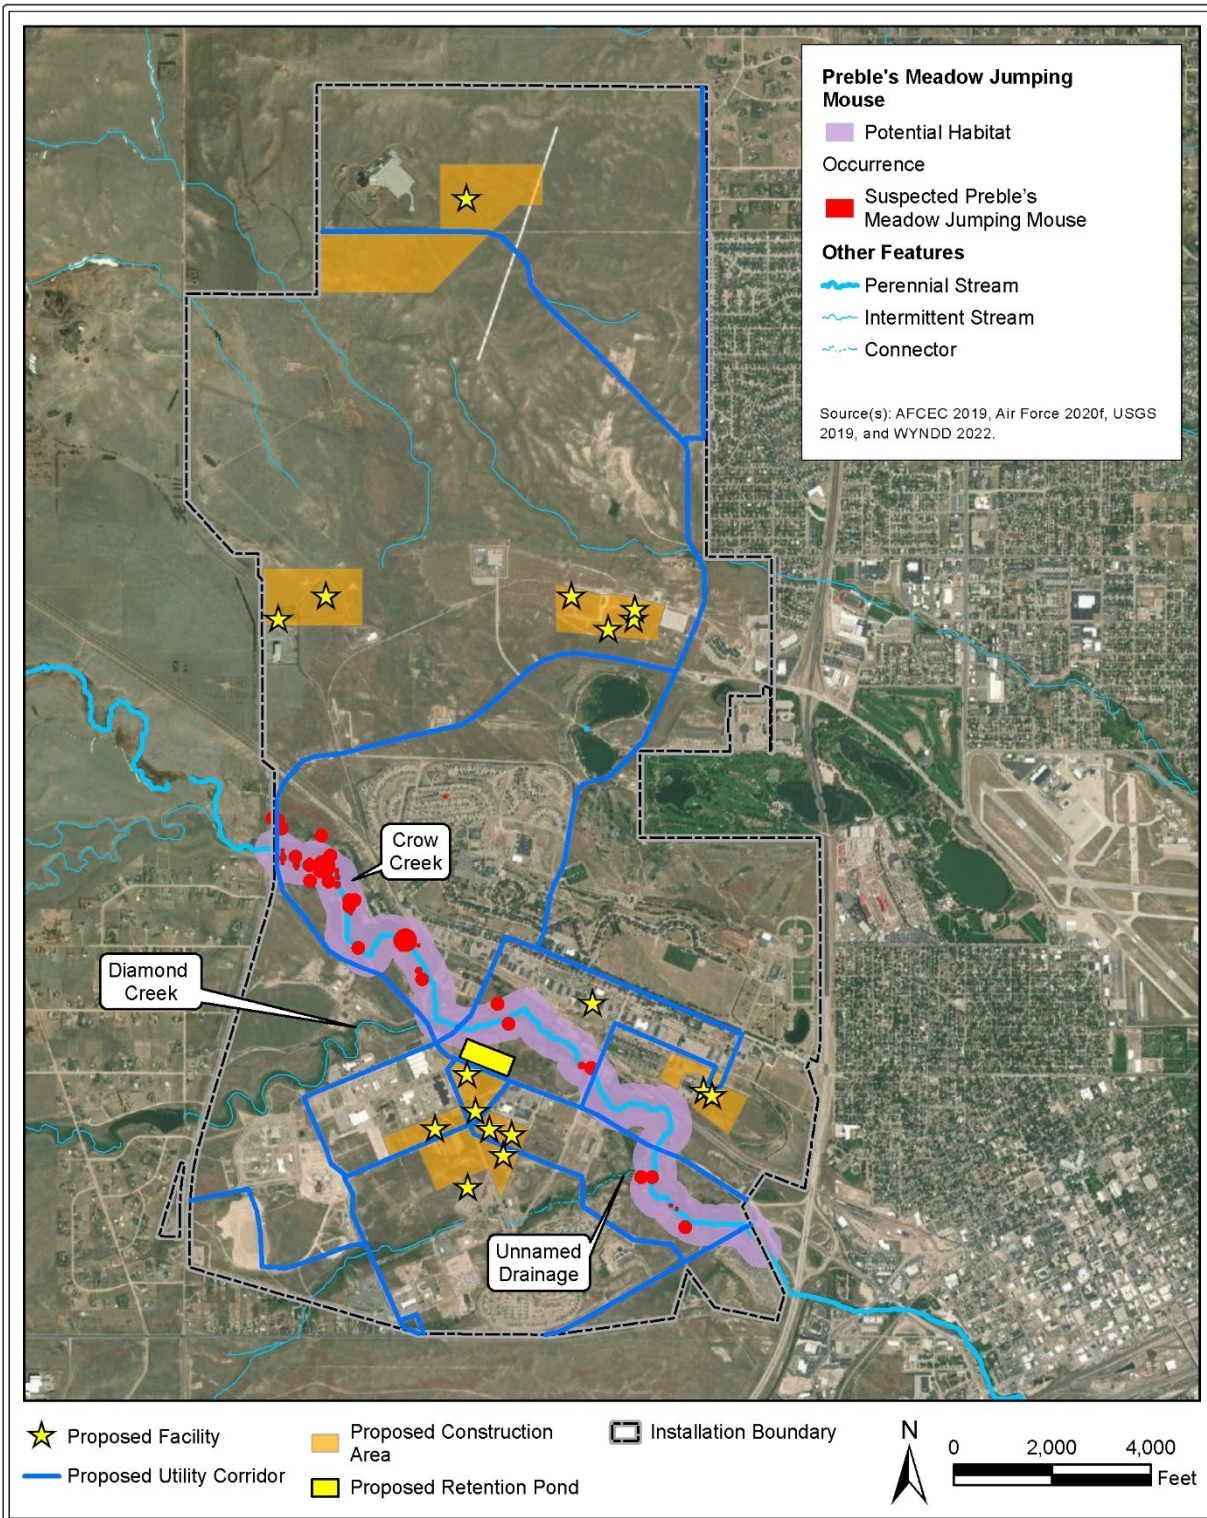 Preble's Meadow Jumping
Mouse
Potential Habitat
Occurrence
Suspected Preble's
Meadow Jumping Mouse
Other Features
Perennial Stream
Intermittent Stream
Connector
Source(s): AFCEC 2019, Air Force 2020f, USGS
2019, and WYNDD 2022.
Crow
Creek
Diamond
Creek
Unnamed
Drainage
Proposed Facility
Proposed Utility Corridor
Proposed Construction
Area
Proposed Retention Pond
Installation Boundary
N
0 2,000 4,000
Feet